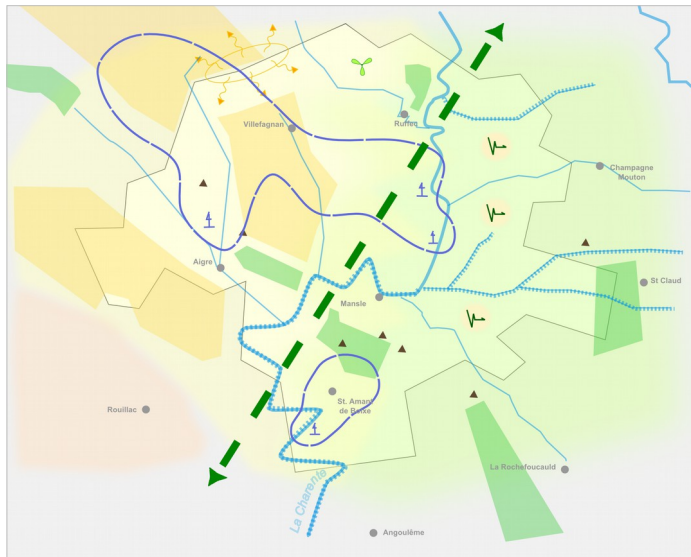 Villefagnan
Ruffec
Champagne
Mouton
Aigre
St Claud
Mansle
St. Amant
de Boixe
Rouillac
La Rochefoucauld
La Charente
Angoulême